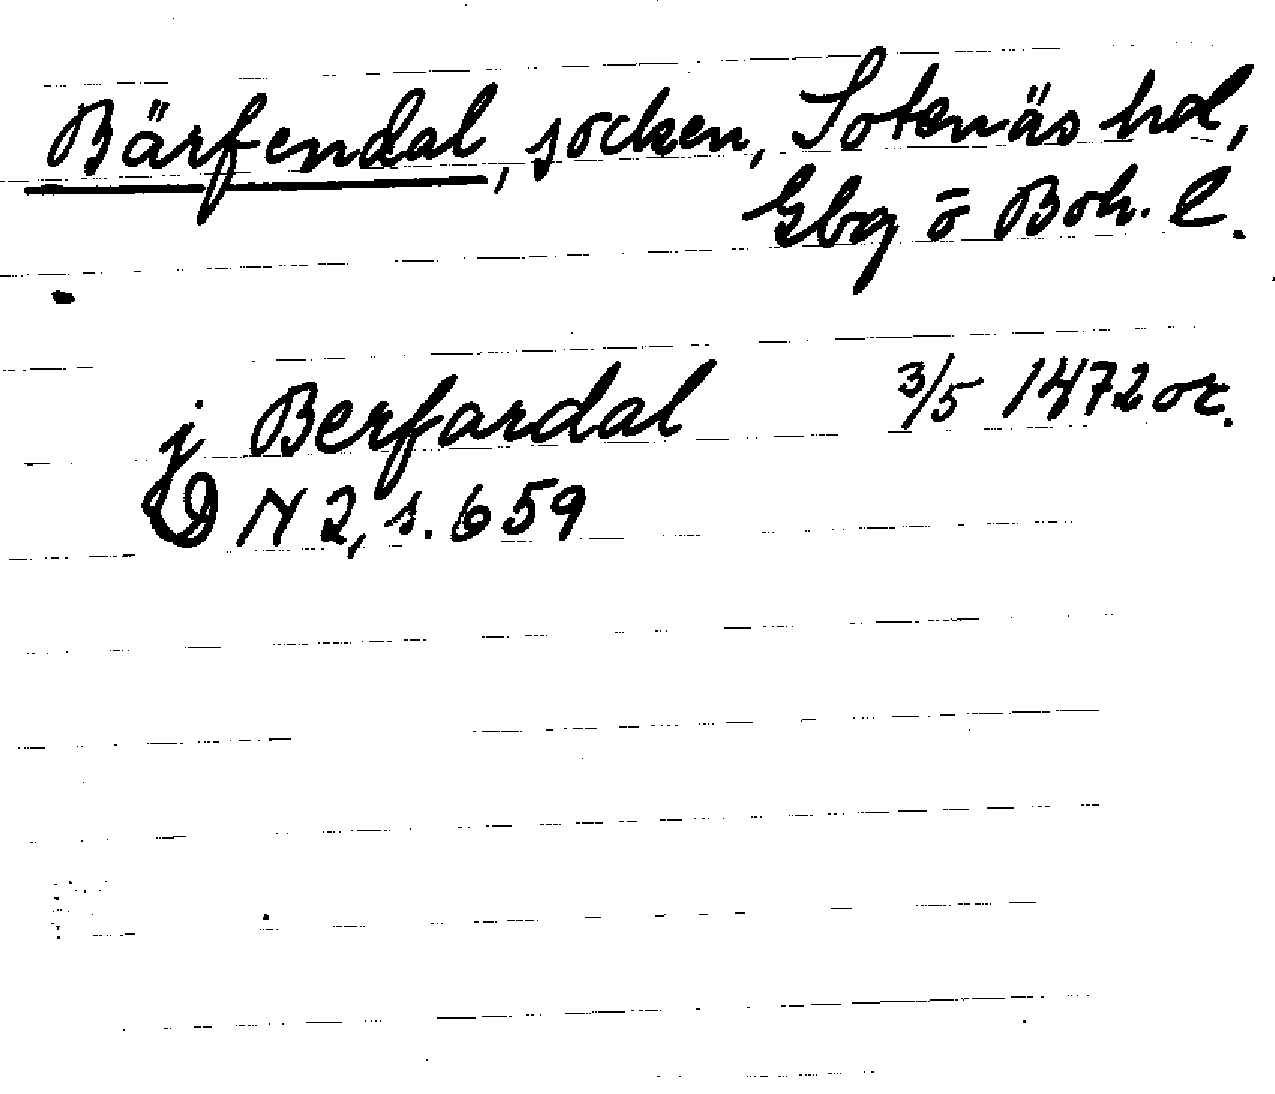 Bärfendal, socken, Sotenäs hd,
Gbg o Boh. l.
j Berfardal 3/5 1472 or.
DN 2, s. 659